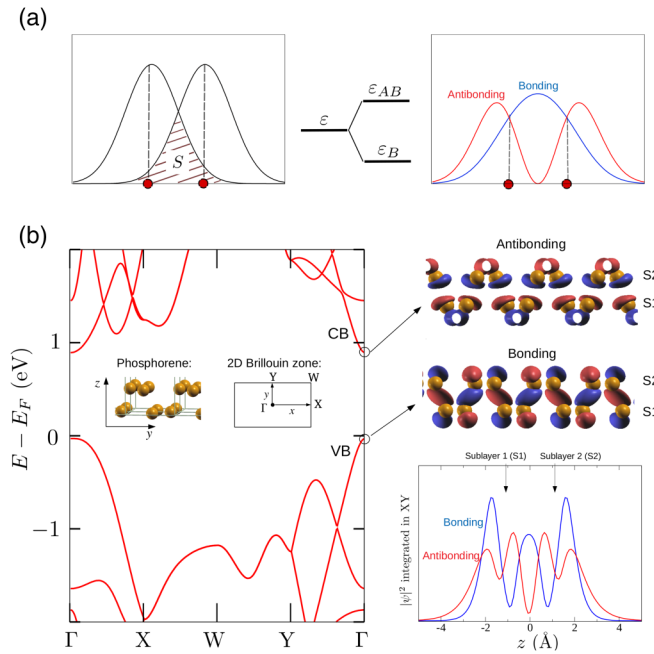 (a)
S
ε
ε_AB
ε_B
Antibonding
Bonding
(b)
E − E_F (eV)
1
0
−1
Γ
X
W
Y
Γ
CB
VB
Phosphorene:
z
y
2D Brillouin zone:
Y
W
y
Γ
x
X
Antibonding
S2
S1
Bonding
S2
S1
Sublayer 1 (S1)
Sublayer 2 (S2)
|ψ|² integrated in XY
Bonding
Antibonding
-4
-2
0
2
4
z (Å)